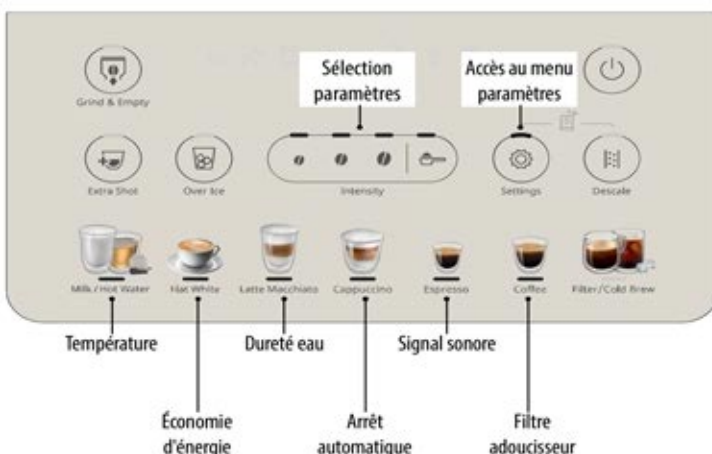 Sélection
paramètres
Accès au menu
paramètres
Grind & Empty
Extra Shot
Over Ice
Intensity
Settings
Descale
Milk / Hot Water
Flat White
Latte Macchiato
Cappuccino
Espresso
Coffee
Filter/Cold Brew
Température
Dureté eau
Signal sonore
Économie
d'énergie
Arrêt
automatique
Filtre
adoucisseur